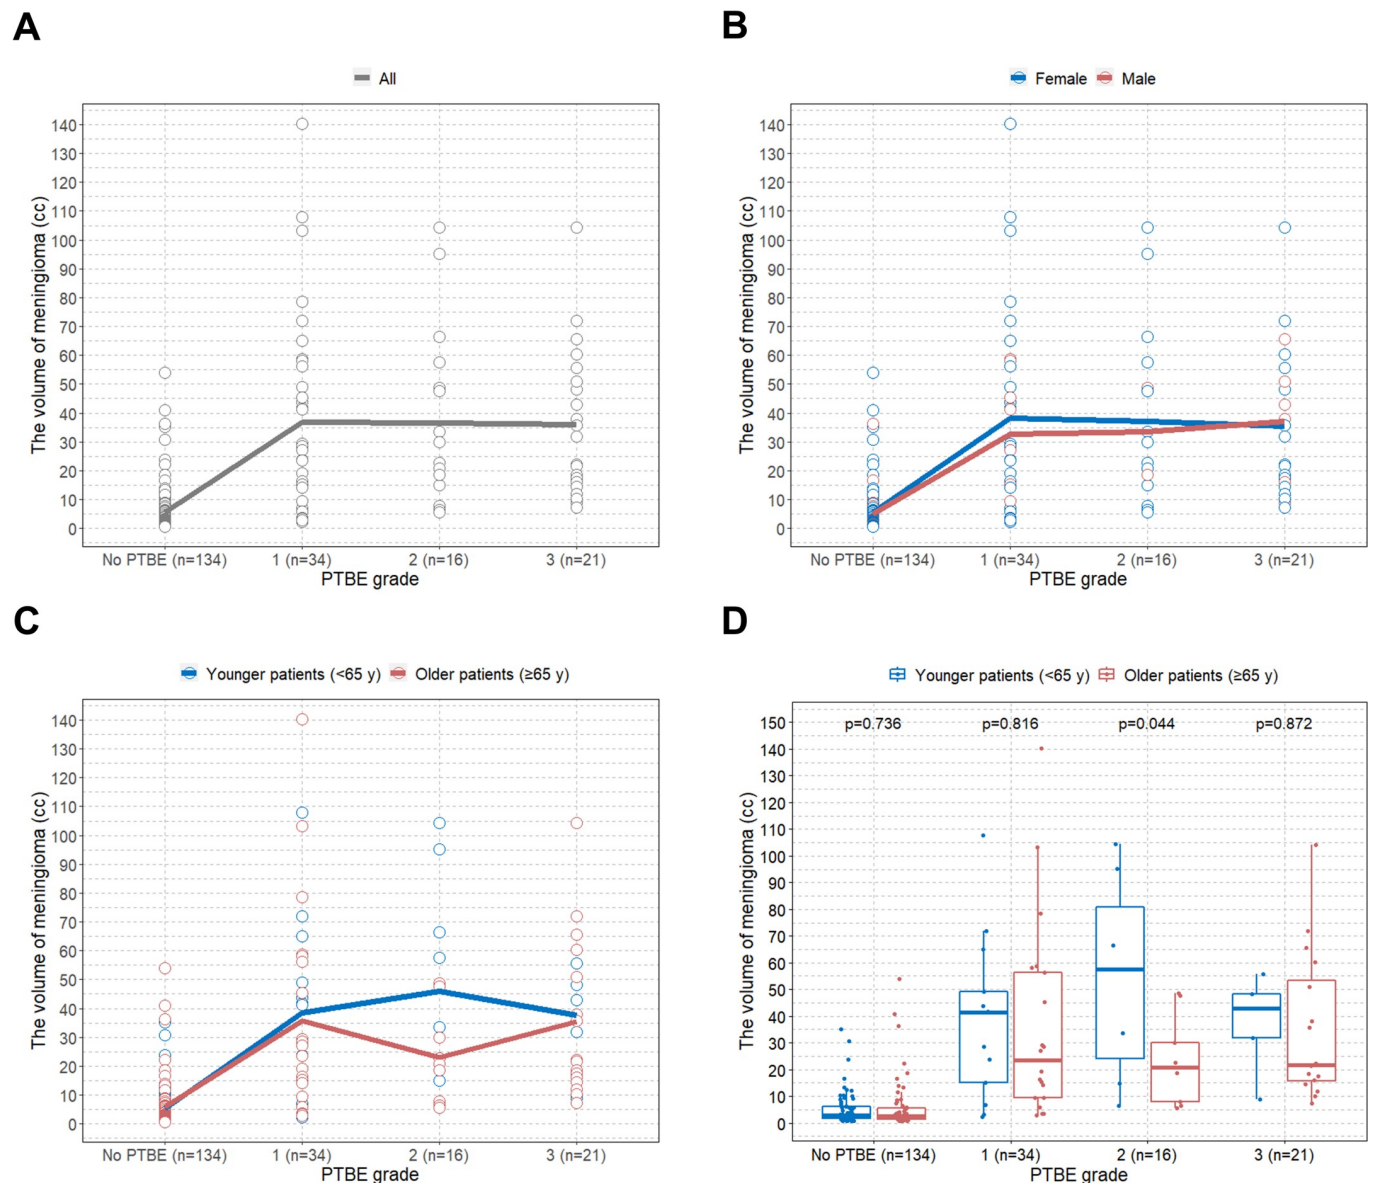 A
All
The volume of meningioma (cc)
140
130
120
110
100
90
80
70
60
50
40
30
20
10
0
No PTBE (n=134) 1 (n=34) 2 (n=16) 3 (n=21)
PTBE grade
B
Female Male
The volume of meningioma (cc)
140
130
120
110
100
90
80
70
60
50
40
30
20
10
0
No PTBE (n=134) 1 (n=34) 2 (n=16) 3 (n=21)
PTBE grade
C
Younger patients (<65 y) Older patients (≥65 y)
The volume of meningioma (cc)
140
130
120
110
100
90
80
70
60
50
40
30
20
10
0
No PTBE (n=134) 1 (n=34) 2 (n=16) 3 (n=21)
PTBE grade
D
Younger patients (<65 y) Older patients (≥65 y)
The volume of meningioma (cc)
p=0.736 p=0.816 p=0.044 p=0.872
150
140
130
120
110
100
90
80
70
60
50
40
30
20
10
0
No PTBE (n=134) 1 (n=34) 2 (n=16) 3 (n=21)
PTBE grade